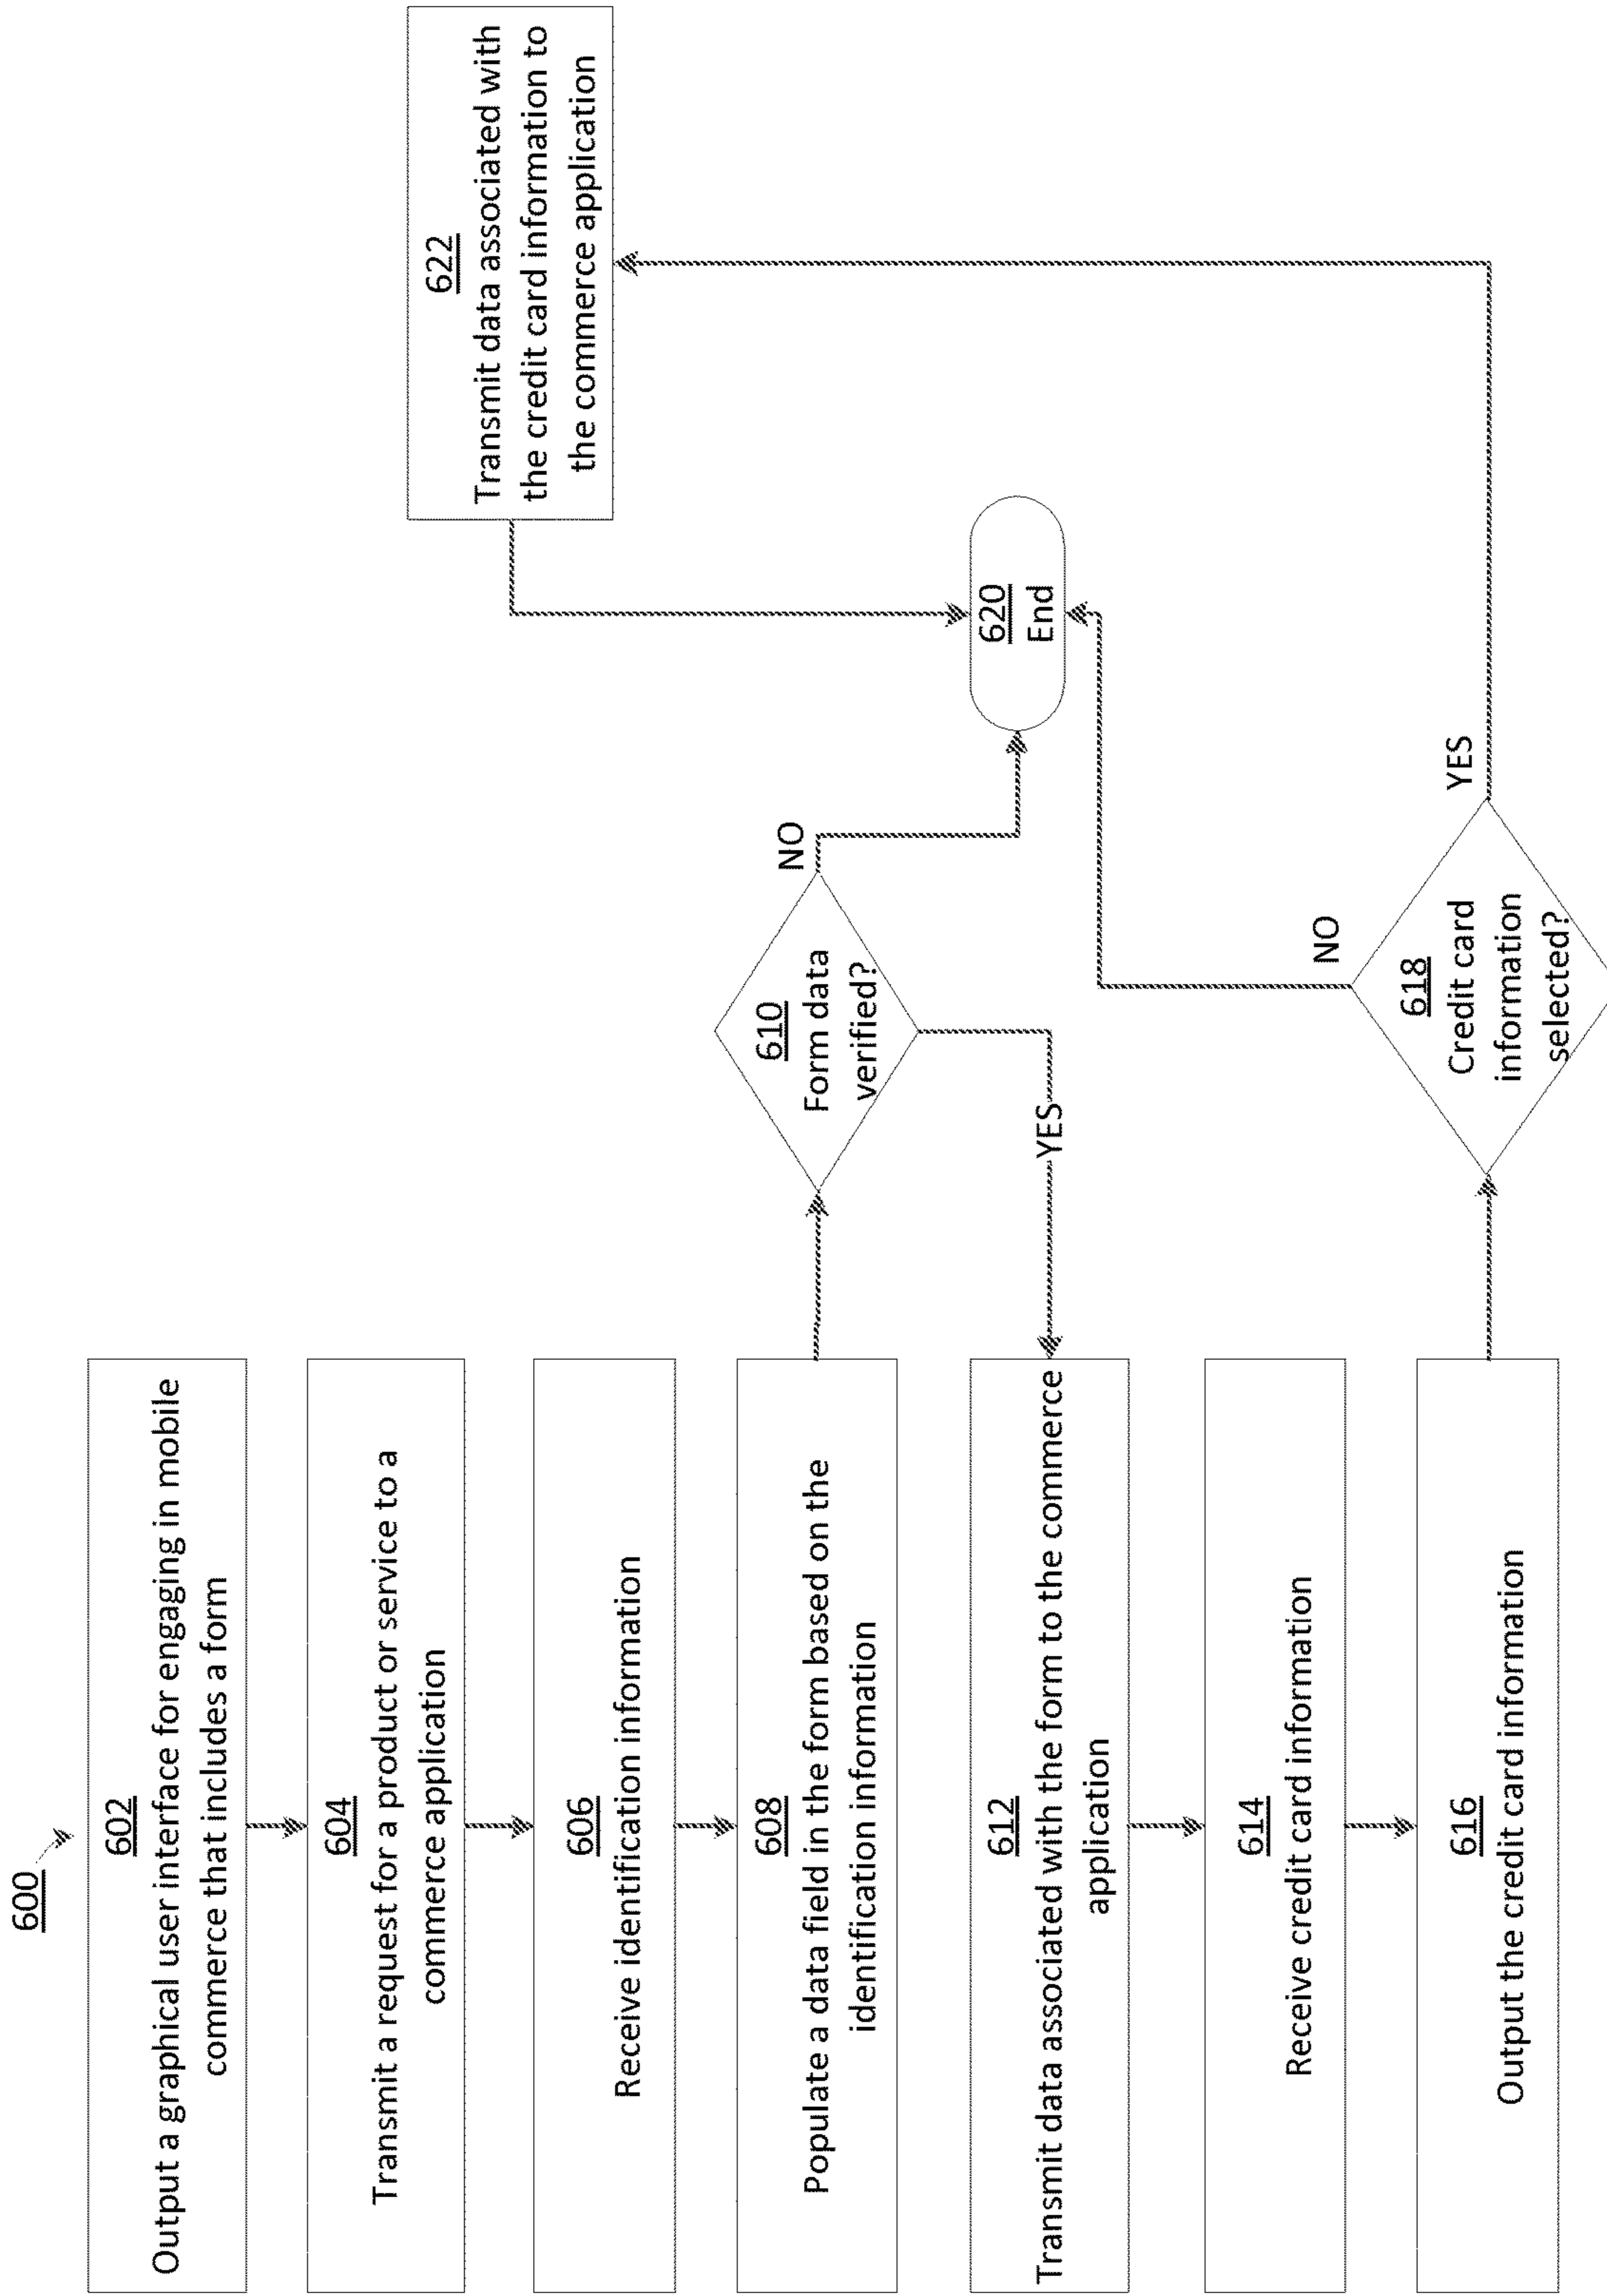 600
602
Output a graphical user interface for engaging in mobile
commerce that includes a form
604
Transmit a request for a product or service to a
commerce application
606
Receive identification information
608
Populate a data field in the form based on the
identification information
610
Form data
verified?
NO
YES
612
Transmit data associated with the form to the commerce
application
614
Receive credit card information
616
Output the credit card information
618
Credit card
information
selected?
NO
YES
620
End
622
Transmit data associated with
the credit card information to
the commerce application